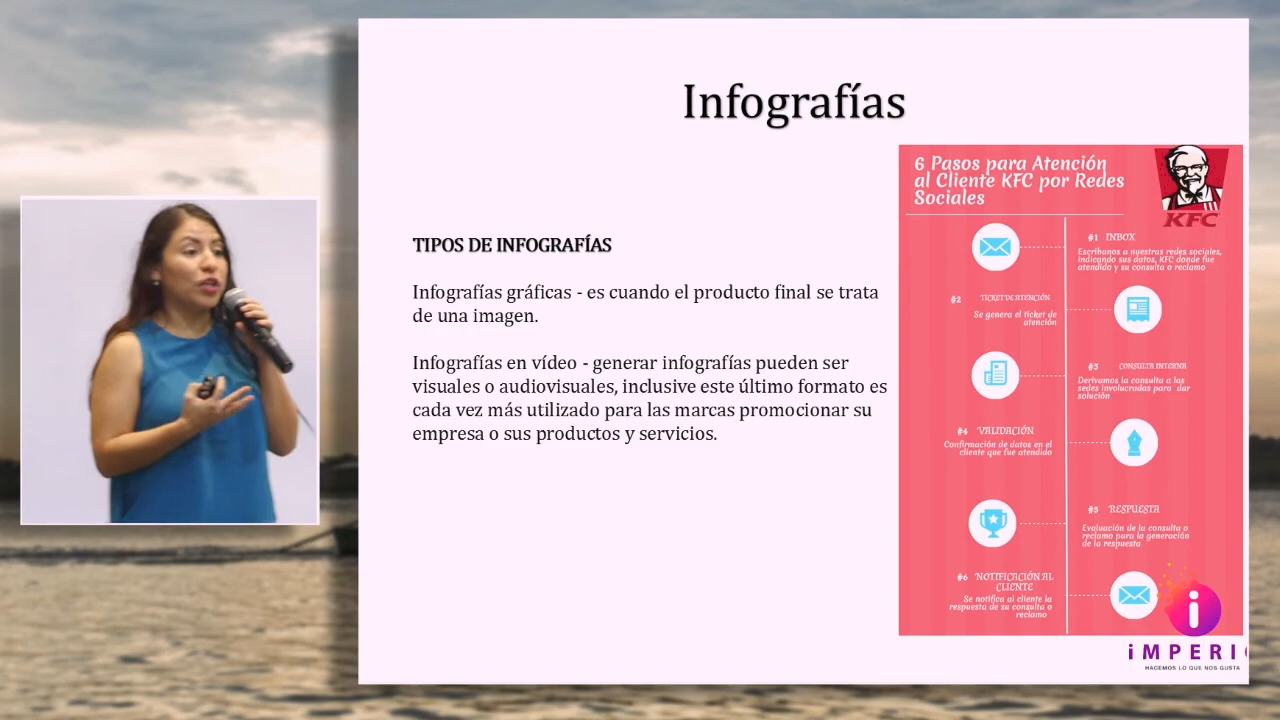 Infografías
TIPOS DE INFOGRAFÍAS
Infografías gráficas - es cuando el producto final se trata
de una imagen.
Infografías en vídeo - generar infografías pueden ser
visuales o audiovisuales, inclusive este último formato es
cada vez más utilizado para las marcas promocionar su
empresa o sus productos y servicios.
6 Pasos para Atención
al Cliente KFC por Redes
Sociales
KFC
#1 INBOX
Escríbanos a nuestras redes sociales,
indicando sus datos, KFC donde fue
atendido y su consulta o reclamo
#2 TICKET DE ATENCIÓN
Se genera el ticket de
atención
#3 CONSULTA INTERNA
Derivamos la consulta a las
sedes involucradas para dar
solución
#4 VALIDACIÓN
Confirmación de datos en el
cliente que fue atendido
#5 RESPUESTA
Evaluación de la consulta o
reclamo para la generación
de la respuesta
#6 NOTIFICACIÓN AL
CLIENTE
Se notifica al cliente la
respuesta de su consulta o
reclamo
iMPERI
HACEMOS LO QUE NOS GUSTA